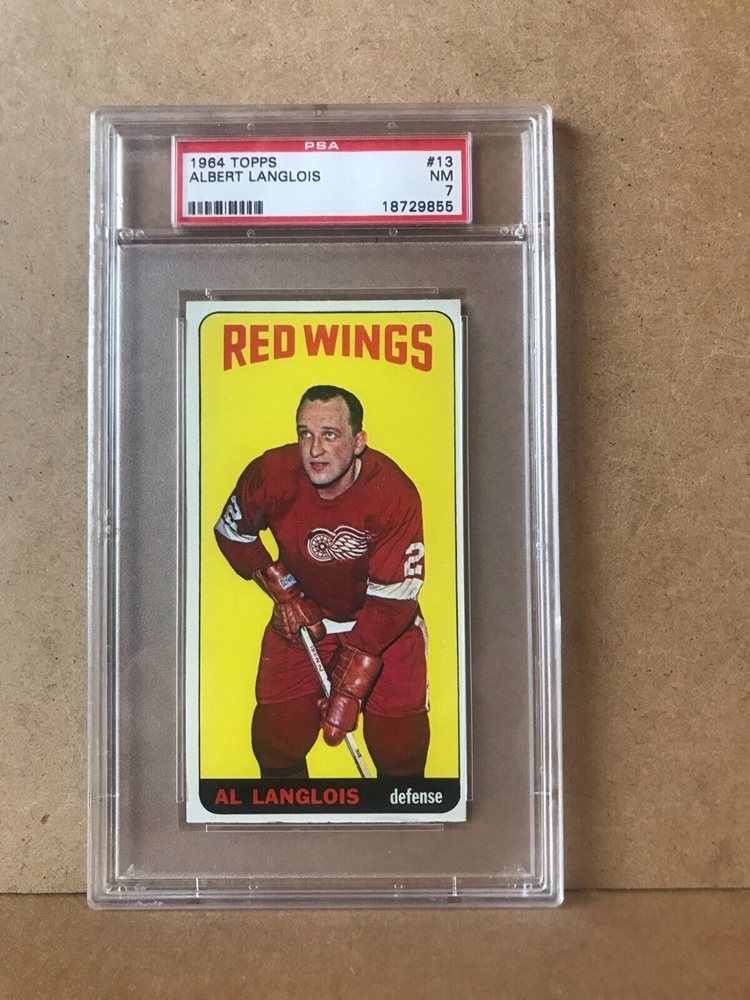 PSA
1964 TOPPS #13
ALBERT LANGLOIS NM
7
18729855
RED WINGS
2
2
AL LANGLOIS defense